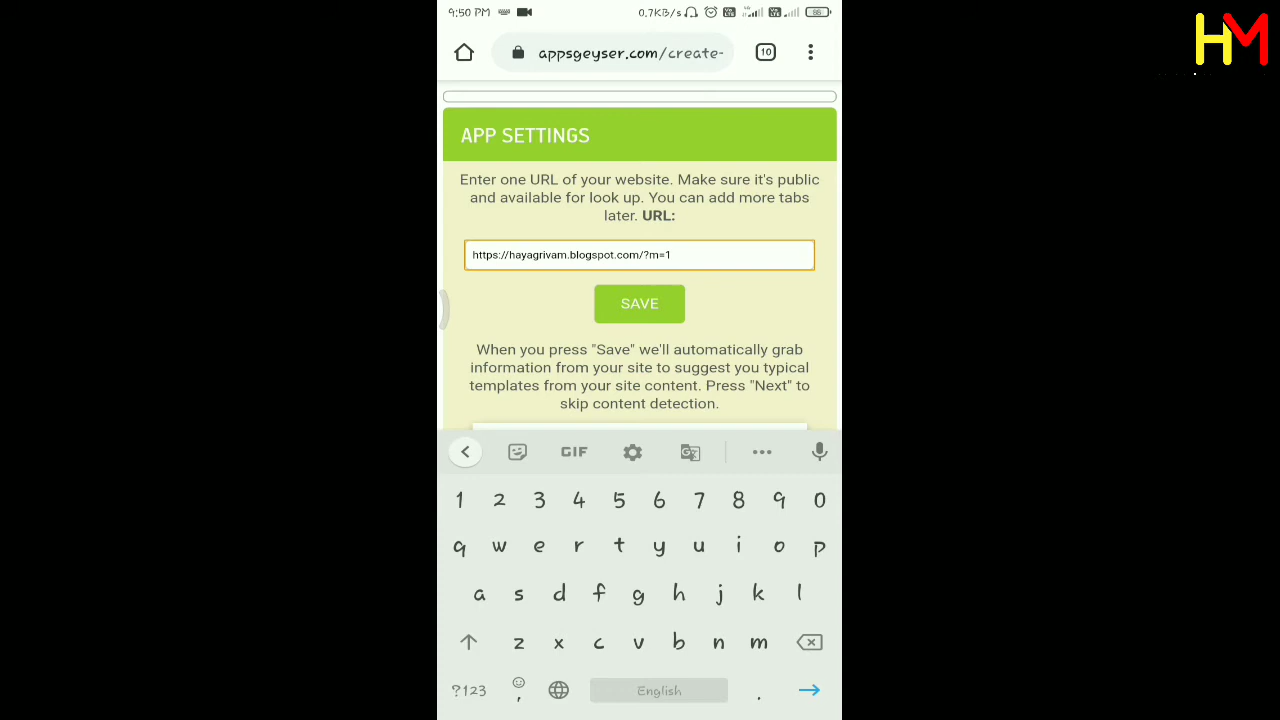 9:50 PM 0.7KB/s 86
HM
appsgeyser.com/create- 10
APP SETTINGS
Enter one URL of your website. Make sure it's public
and available for look up. You can add more tabs
later. URL:
https://hayagrivam.blogspot.com/?m=1
SAVE
When you press "Save" we'll automatically grab
information from your site to suggest you typical
templates from your site content. Press "Next" to
skip content detection.
GIF
1 2 3 4 5 6 7 8 9 0
q w e r t y u i o p
a s d f g h j k l
z x c v b n m
?123 , English .